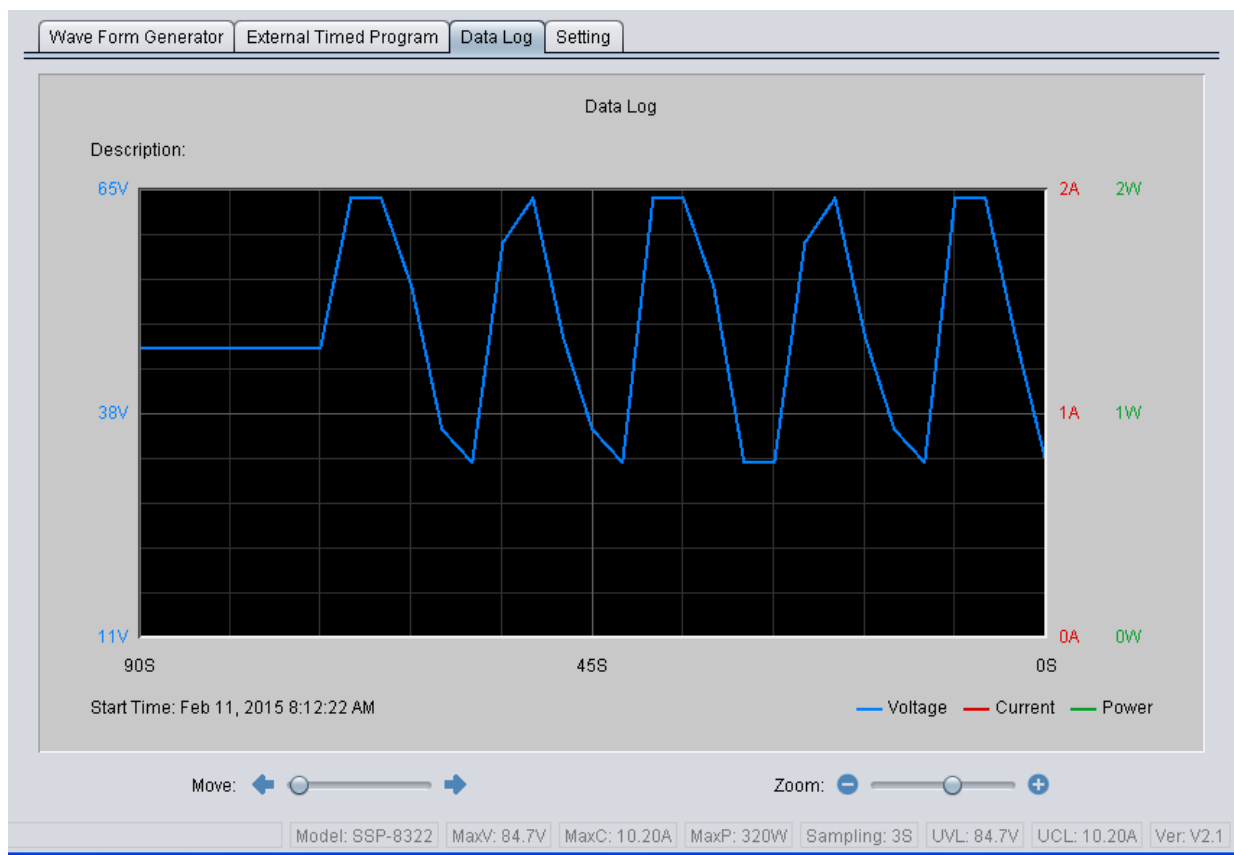 Wave Form Generator External Timed Program Data Log Setting
Data Log
Description:
65V 2A 2W
38V 1A 1W
11V 0A 0W
90S 45S 0S
Start Time: Feb 11, 2015 8:12:22 AM Voltage Current Power
Move: Zoom:
Model: SSP-8322 MaxV: 84.7V MaxC: 10.20A MaxP: 320W Sampling: 3S UVL: 84.7V UCL: 10.20A Ver: V2.1